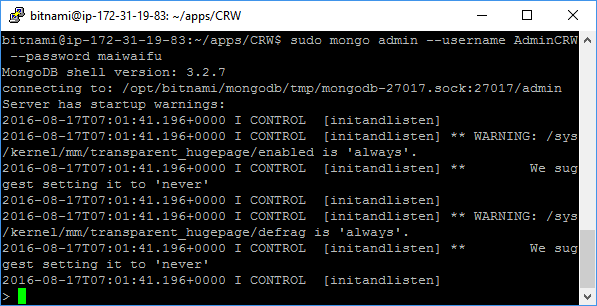 bitnami@ip-172-31-19-83: ~/apps/CRW
bitnami@ip-172-31-19-83:~/apps/CRW$ sudo mongo admin --username AdminCRW
 --password maiwaifu
MongoDB shell version: 3.2.7
connecting to: /opt/bitnami/mongodb/tmp/mongodb-27017.sock:27017/admin
Server has startup warnings:
2016-08-17T07:01:41.196+0000 I CONTROL  [initandlisten]
2016-08-17T07:01:41.196+0000 I CONTROL  [initandlisten] ** WARNING: /sys
/kernel/mm/transparent_hugepage/enabled is 'always'.
2016-08-17T07:01:41.196+0000 I CONTROL  [initandlisten] **        We sug
gest setting it to 'never'
2016-08-17T07:01:41.196+0000 I CONTROL  [initandlisten]
2016-08-17T07:01:41.196+0000 I CONTROL  [initandlisten] ** WARNING: /sys
/kernel/mm/transparent_hugepage/defrag is 'always'.
2016-08-17T07:01:41.196+0000 I CONTROL  [initandlisten] **        We sug
gest setting it to 'never'
2016-08-17T07:01:41.196+0000 I CONTROL  [initandlisten]
>